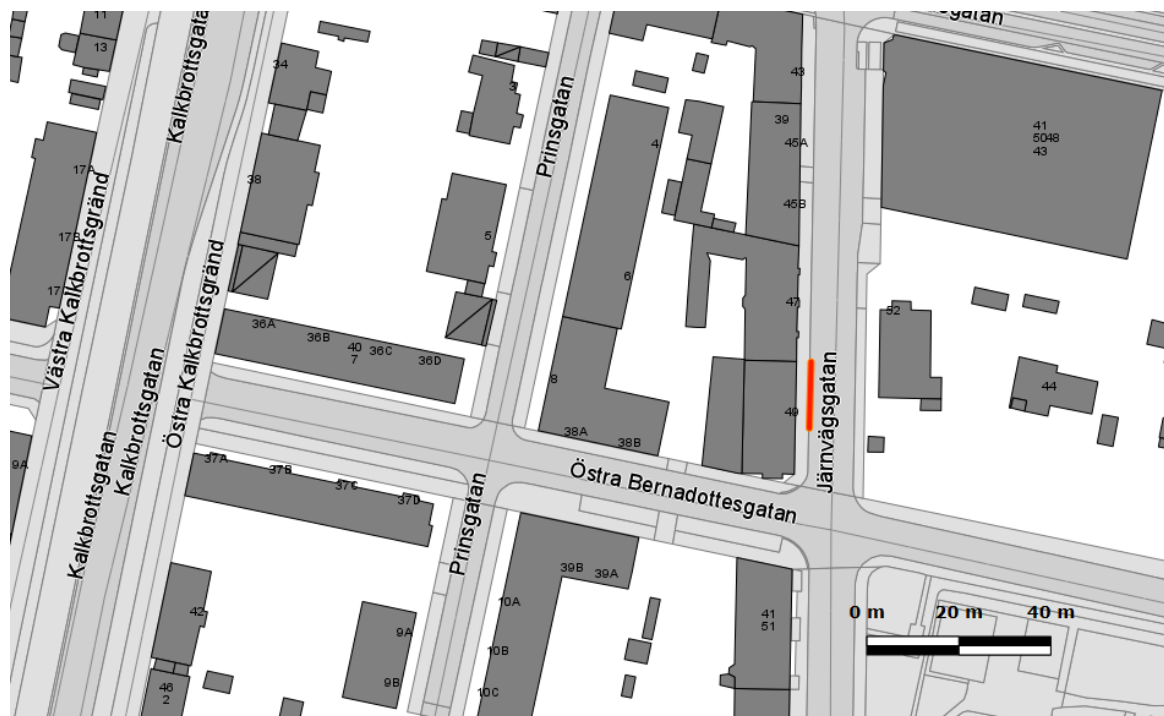 11
13
Kalkbrottsgatan
34
3
Prinsgatan
sgatan
43
39
45A
4
41
5048
43
17A
38
45B
17B
5
Västra Kalkbrottsgränd
Östra Kalkbrottsgränd
17
6
47
52
36A
36B
40
7
36C
36D
8
44
Järnvägsgatan
49
Kalkbrottsgatan
Kalkbrottsgatan
38A
38B
9A
37A
37B
37C
37D
Östra Bernadottesgatan
Prinsgatan
39B
39A
42
10A
9A
41
51
0 m 20 m 40 m
10B
9B
46
2
10C